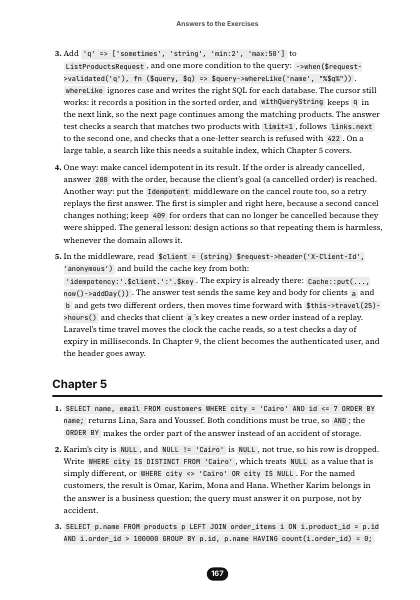 Answers to the Exercises
3. Add 'q' => ['sometimes', 'string', 'min:2', 'max:50'] to
ListProductsRequest, and one more condition to the query: ->when($request-
>validated('q'), fn ($query, $q) => $query->whereLike('name', "%$q%")).
whereLike ignores case and writes the right SQL for each database. The cursor still
works: it records a position in the sorted order, and withQueryString keeps q in
the next link, so the next page continues among the matching products. The answer
test checks a search that matches two products with limit=1, follows links.next
to the second one, and checks that a one-letter search is refused with 422. On a
large table, a search like this needs a suitable index, which Chapter 5 covers.
4. One way: make cancel idempotent in its result. If the order is already cancelled,
answer 200 with the order, because the client's goal (a cancelled order) is reached.
Another way: put the Idempotent middleware on the cancel route too, so a retry
replays the first answer. The first is simpler and right here, because a second cancel
changes nothing; keep 409 for orders that can no longer be cancelled because they
were shipped. The general lesson: design actions so that repeating them is harmless,
whenever the domain allows it.
5. In the middleware, read $client = (string) $request->header('X-Client-Id',
'anonymous') and build the cache key from both:
'idempotency:'.$client.':'.$key. The expiry is already there: Cache::put(...,
now()->addDay()). The answer test sends the same key and body for clients a and
b and gets two different orders, then moves time forward with $this->travel(25)-
>hours() and checks that client a's key creates a new order instead of a replay.
Laravel's time travel moves the clock the cache reads, so a test checks a day of
expiry in milliseconds. In Chapter 9, the client becomes the authenticated user, and
the header goes away.
Chapter 5
1. SELECT name, email FROM customers WHERE city = 'Cairo' AND id <= 7 ORDER BY
name; returns Lina, Sara and Youssef. Both conditions must be true, so AND; the
ORDER BY makes the order part of the answer instead of an accident of storage.
2. Karim's city is NULL, and NULL != 'Cairo' is NULL, not true, so his row is dropped.
Write WHERE city IS DISTINCT FROM 'Cairo', which treats NULL as a value that is
simply different, or WHERE city <> 'Cairo' OR city IS NULL. For the named
customers, the result is Omar, Karim, Mona and Hana. Whether Karim belongs in
the answer is a business question; the query must answer it on purpose, not by
accident.
3. SELECT p.name FROM products p LEFT JOIN order_items i ON i.product_id = p.id
AND i.order_id > 100000 GROUP BY p.id, p.name HAVING count(i.order_id) = 0;
167